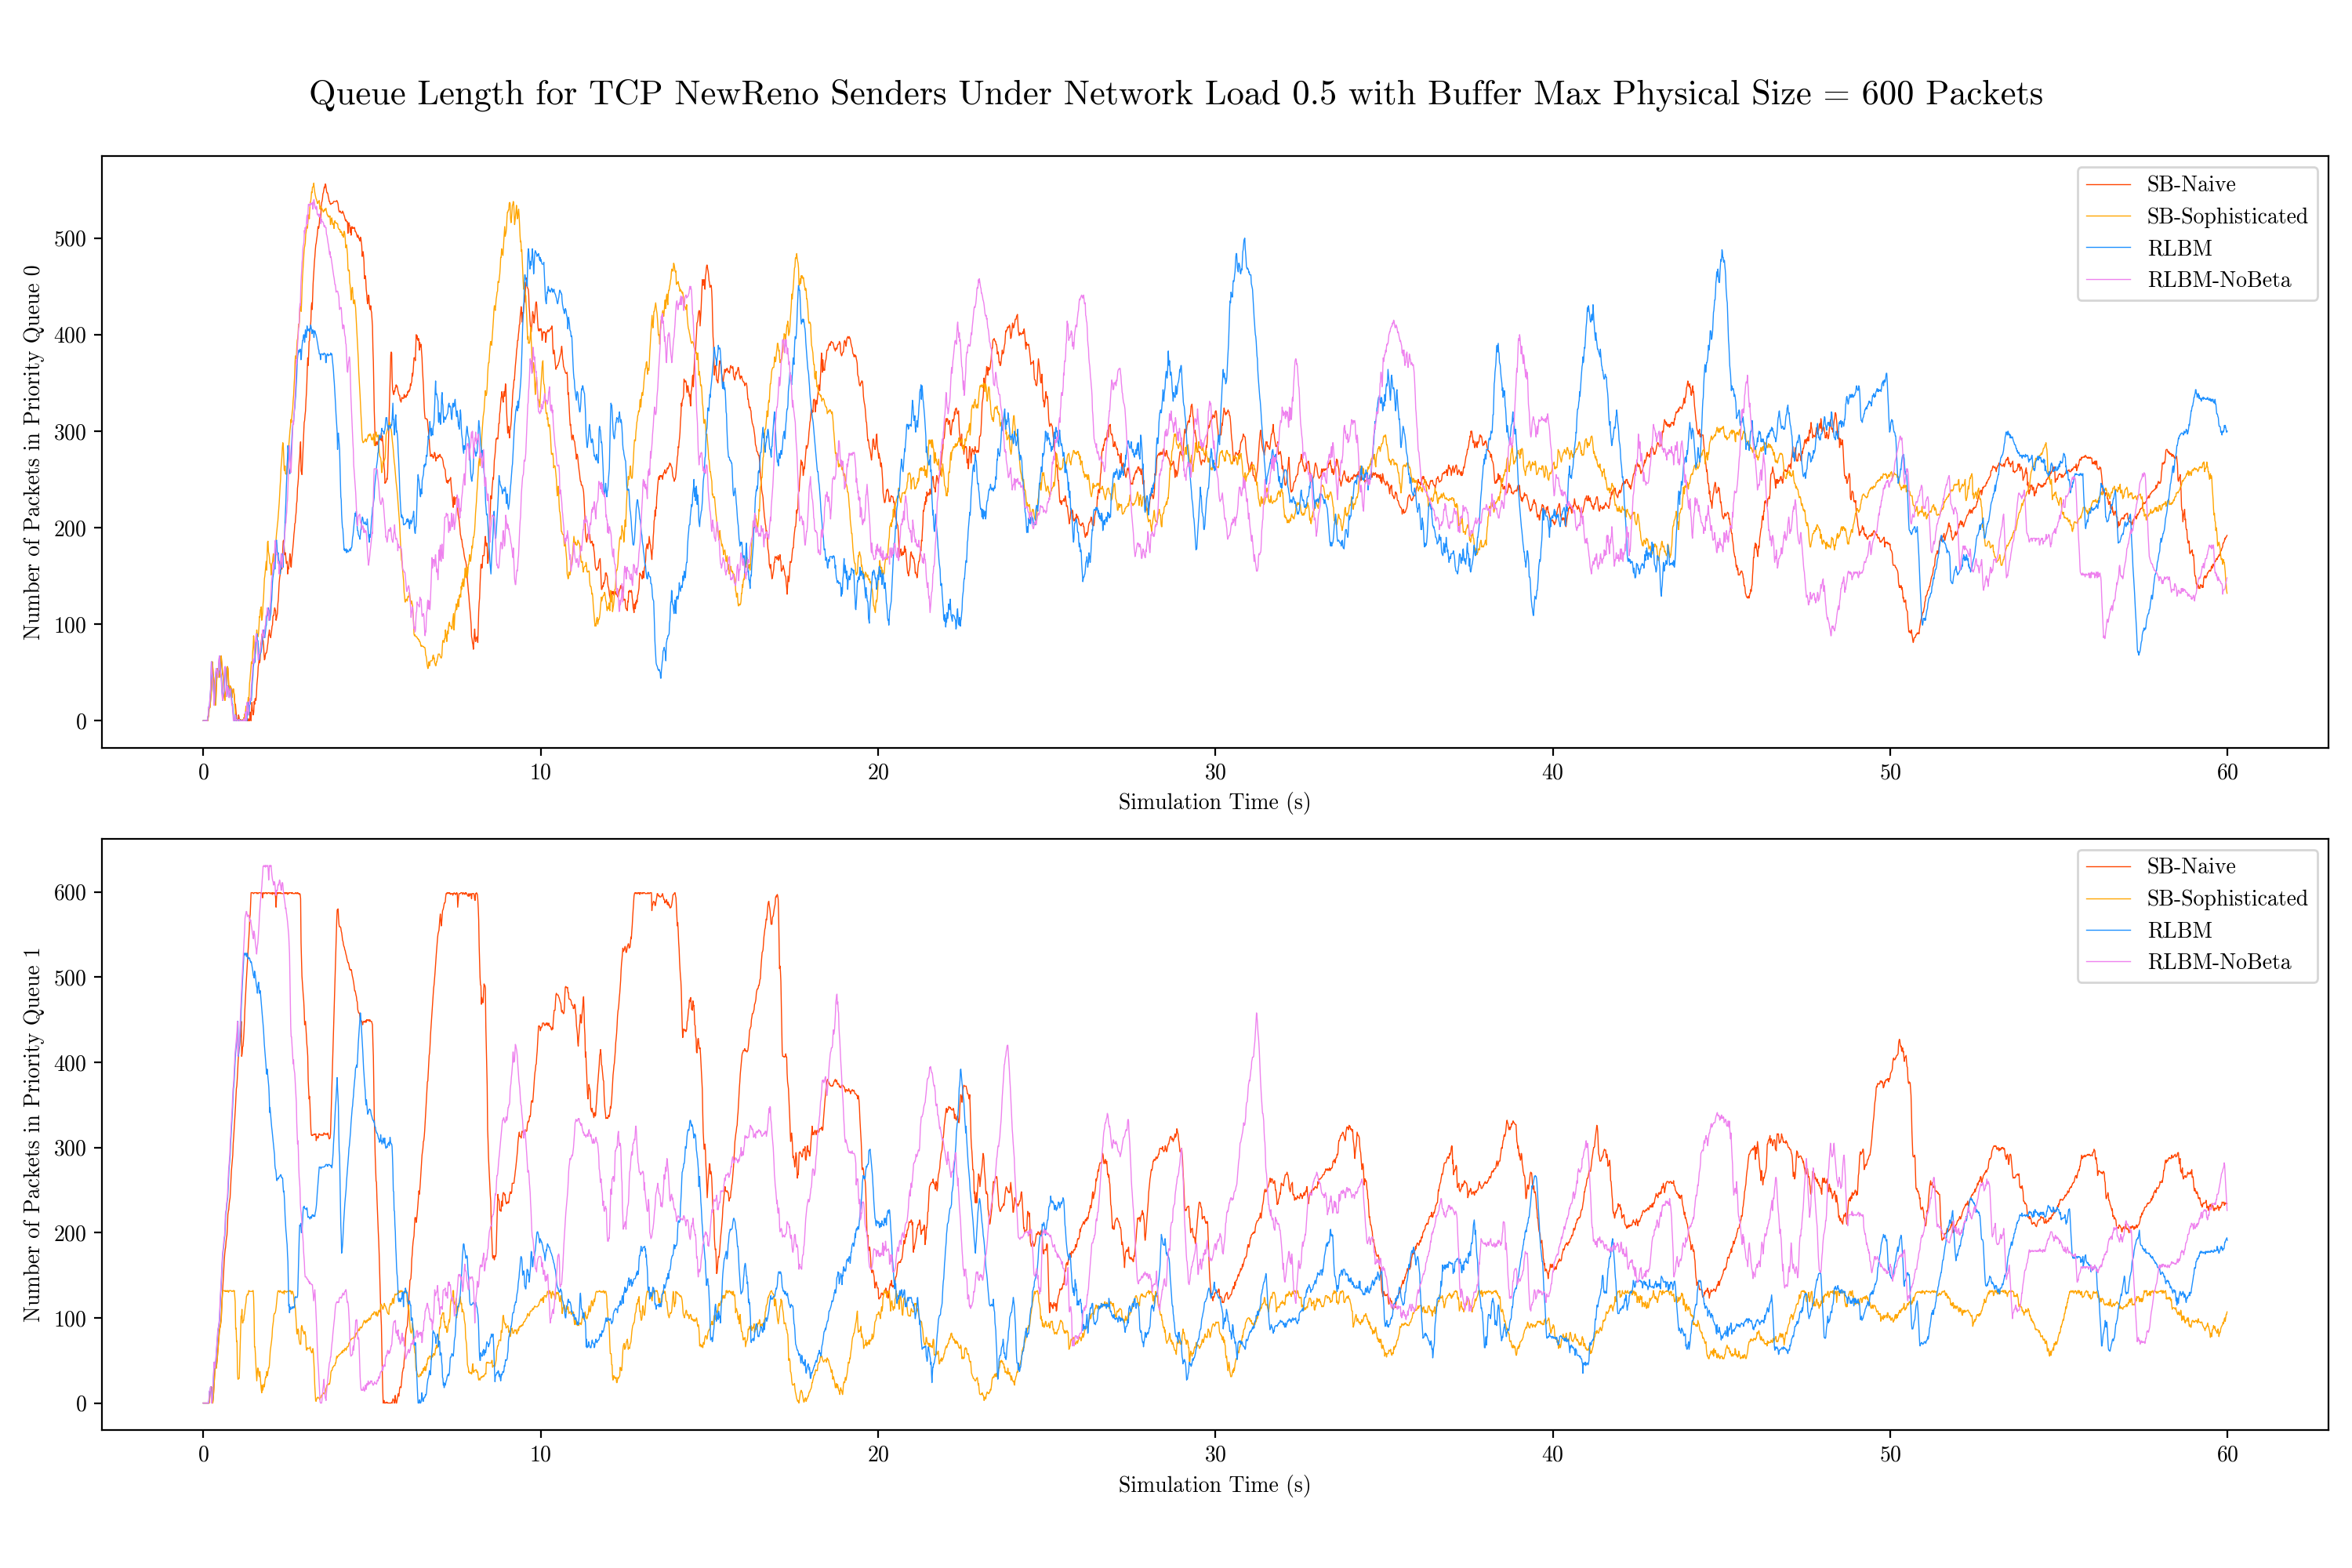 Queue Length for TCP NewReno Senders Under Network Load 0.5 with Buffer Max Physical Size = 600 Packets
Number of Packets in Priority Queue 0
500
400
300
200
100
0
SB-Naive
SB-Sophisticated
RLBM
RLBM-NoBeta
0 10 20 30 40 50 60
Simulation Time (s)
Number of Packets in Priority Queue 1
600
500
400
300
200
100
0
SB-Naive
SB-Sophisticated
RLBM
RLBM-NoBeta
0 10 20 30 40 50 60
Simulation Time (s)